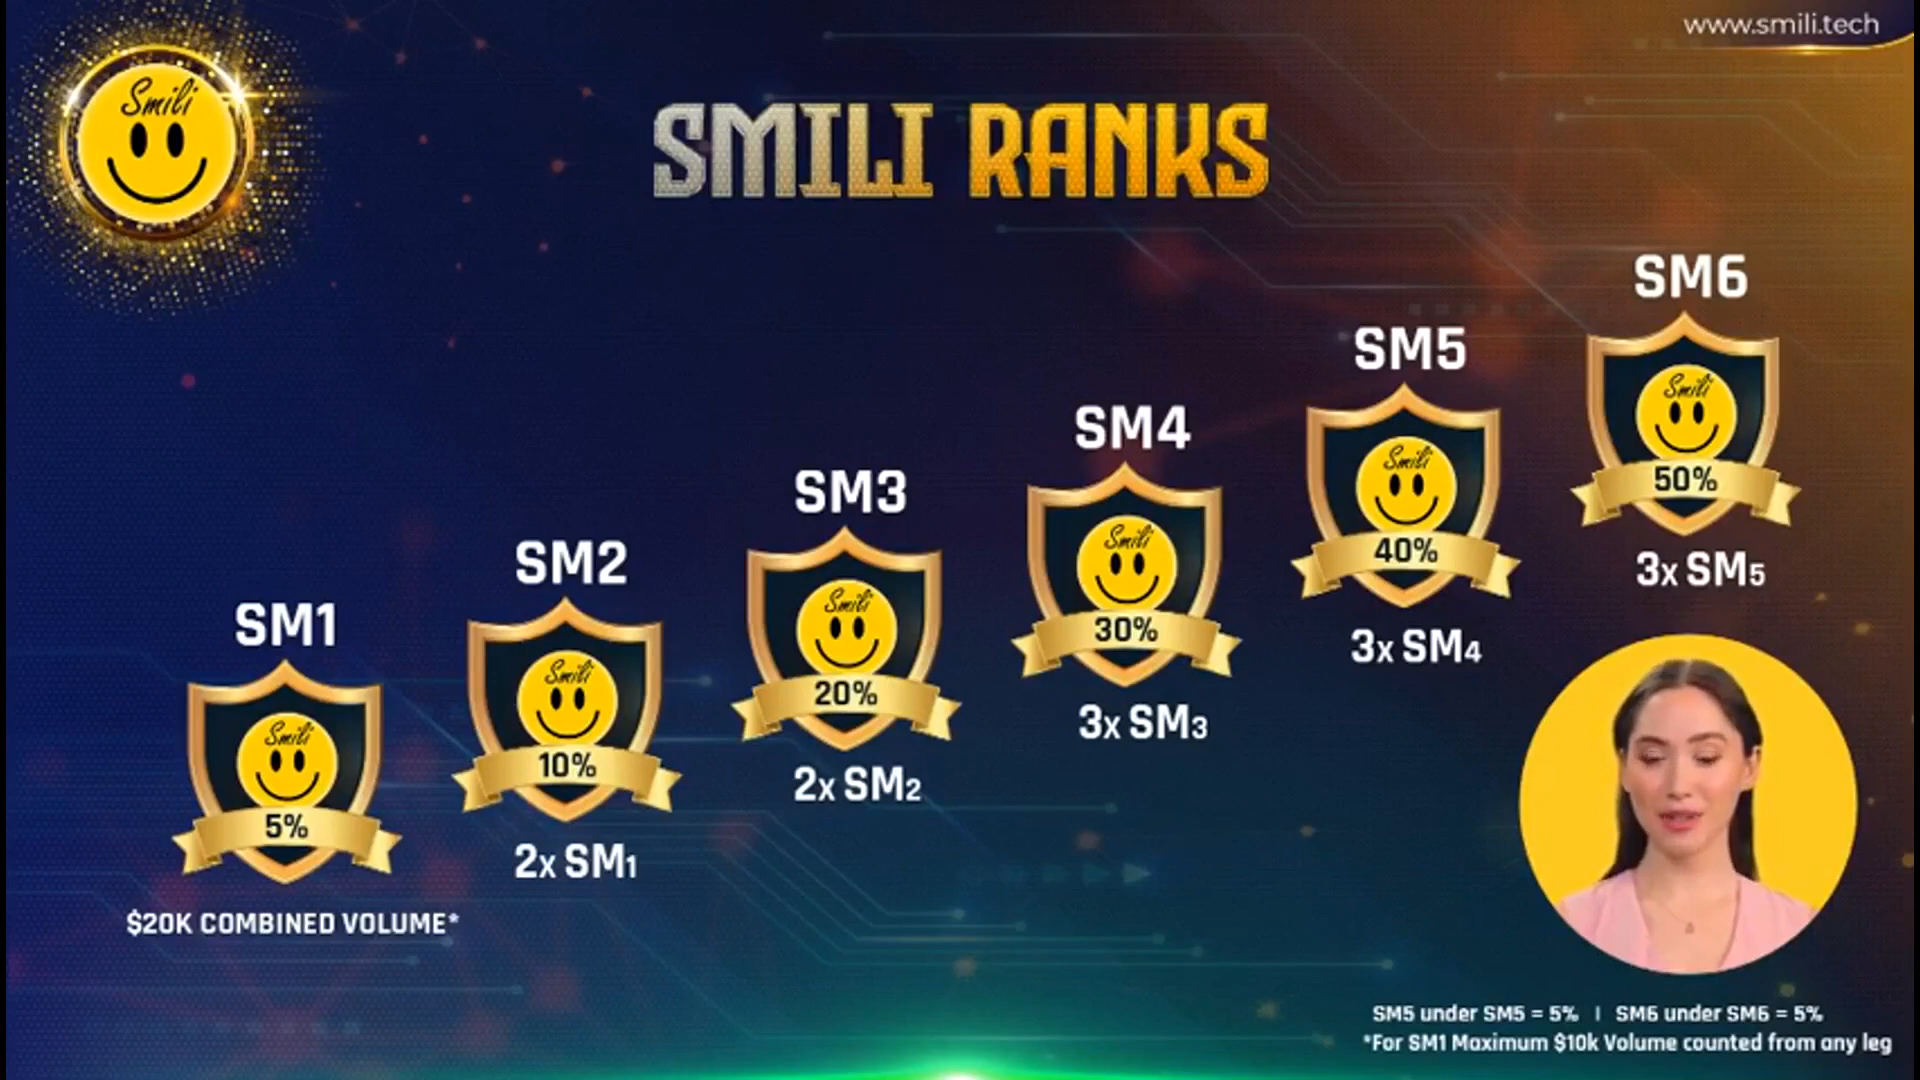 www.smili.tech
Smili
SMILI RANKS
SM6
Smili
50%
3x SM5
SM5
Smili
40%
3x SM4
SM4
Smili
30%
3x SM3
SM3
Smili
20%
2x SM2
SM2
Smili
10%
2x SM1
SM1
Smili
5%
$20K COMBINED VOLUME*
SM5 under SM5 = 5% | SM6 under SM6 = 5%
*For SM1 Maximum $10k Volume counted from any leg